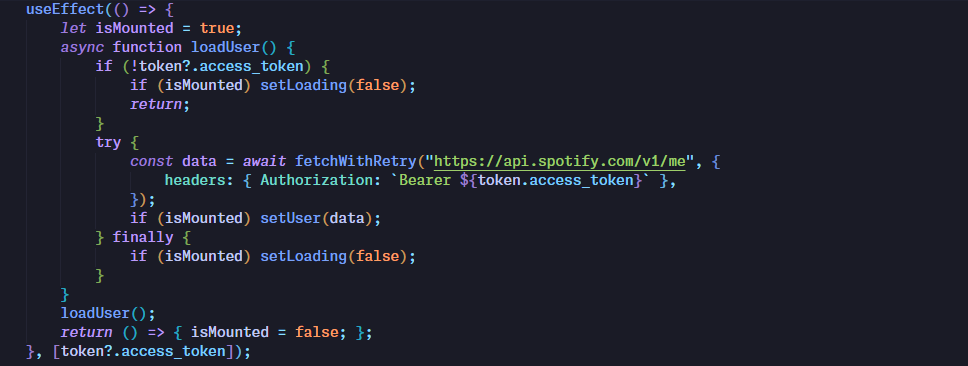 useEffect(() => {
    let isMounted = true;
    async function loadUser() {
        if (!token?.access_token) {
            if (isMounted) setLoading(false);
            return;
        }
        try {
            const data = await fetchWithRetry("https://api.spotify.com/v1/me", {
                headers: { Authorization: `Bearer ${token.access_token}` },
            });
            if (isMounted) setUser(data);
        } finally {
            if (isMounted) setLoading(false);
        }
    }
    loadUser();
    return () => { isMounted = false; };
}, [token?.access_token]);